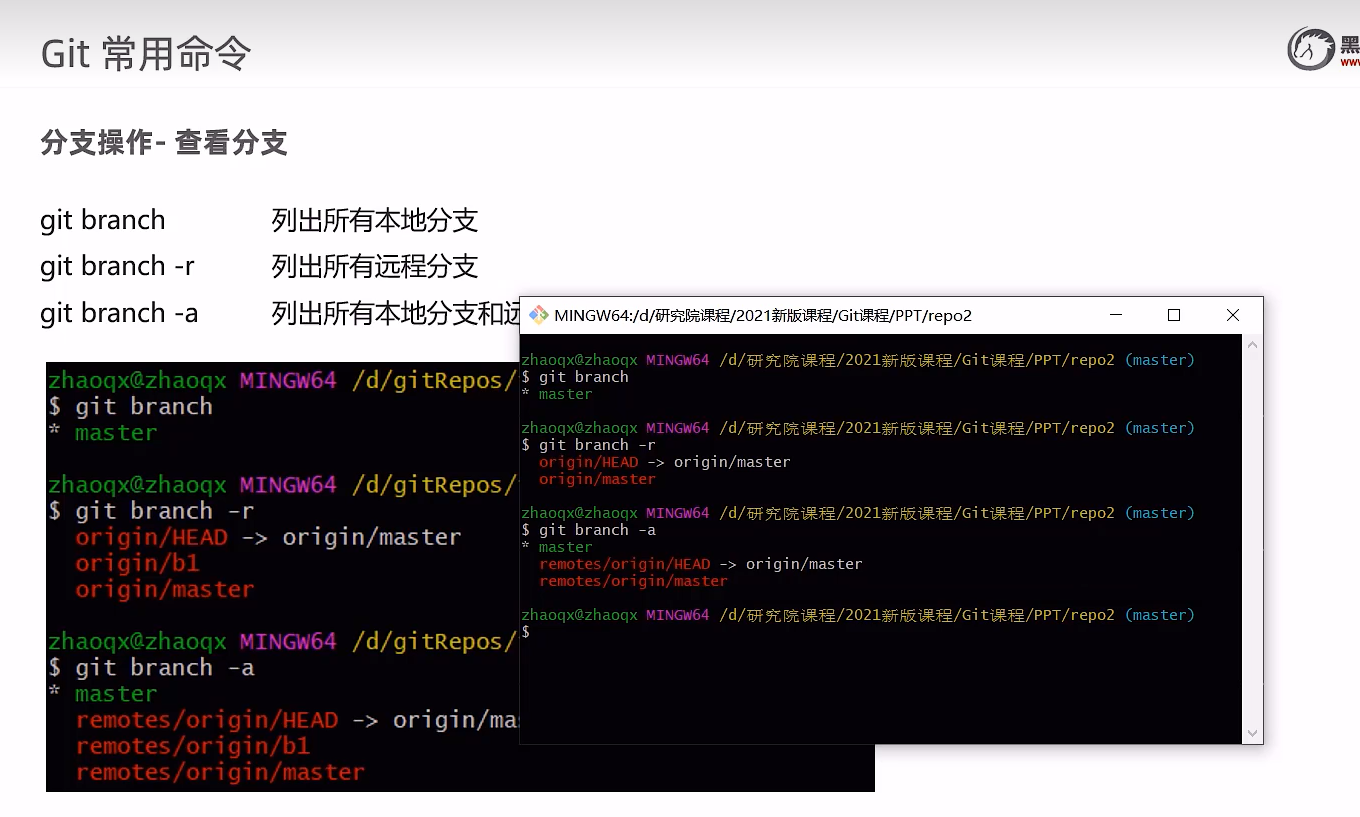 Git 常用命令
黑
www
分支操作- 查看分支
git branch 列出所有本地分支
git branch -r 列出所有远程分支
git branch -a 列出所有本地分支和远
zhaoqx@zhaoqx MINGW64 /d/gitRepos/
$ git branch
* master
zhaoqx@zhaoqx MINGW64 /d/gitRepos/
$ git branch -r
origin/HEAD -> origin/master
origin/b1
origin/master
zhaoqx@zhaoqx MINGW64 /d/gitRepos/
$ git branch -a
* master
remotes/origin/HEAD -> origin/ma
remotes/origin/b1
remotes/origin/master
MINGW64:/d/研究院课程/2021新版课程/Git课程/PPT/repo2
zhaoqx@zhaoqx MINGW64 /d/研究院课程/2021新版课程/Git课程/PPT/repo2 (master)
$ git branch
* master
zhaoqx@zhaoqx MINGW64 /d/研究院课程/2021新版课程/Git课程/PPT/repo2 (master)
$ git branch -r
origin/HEAD -> origin/master
origin/master
zhaoqx@zhaoqx MINGW64 /d/研究院课程/2021新版课程/Git课程/PPT/repo2 (master)
$ git branch -a
* master
remotes/origin/HEAD -> origin/master
remotes/origin/master
zhaoqx@zhaoqx MINGW64 /d/研究院课程/2021新版课程/Git课程/PPT/repo2 (master)
$